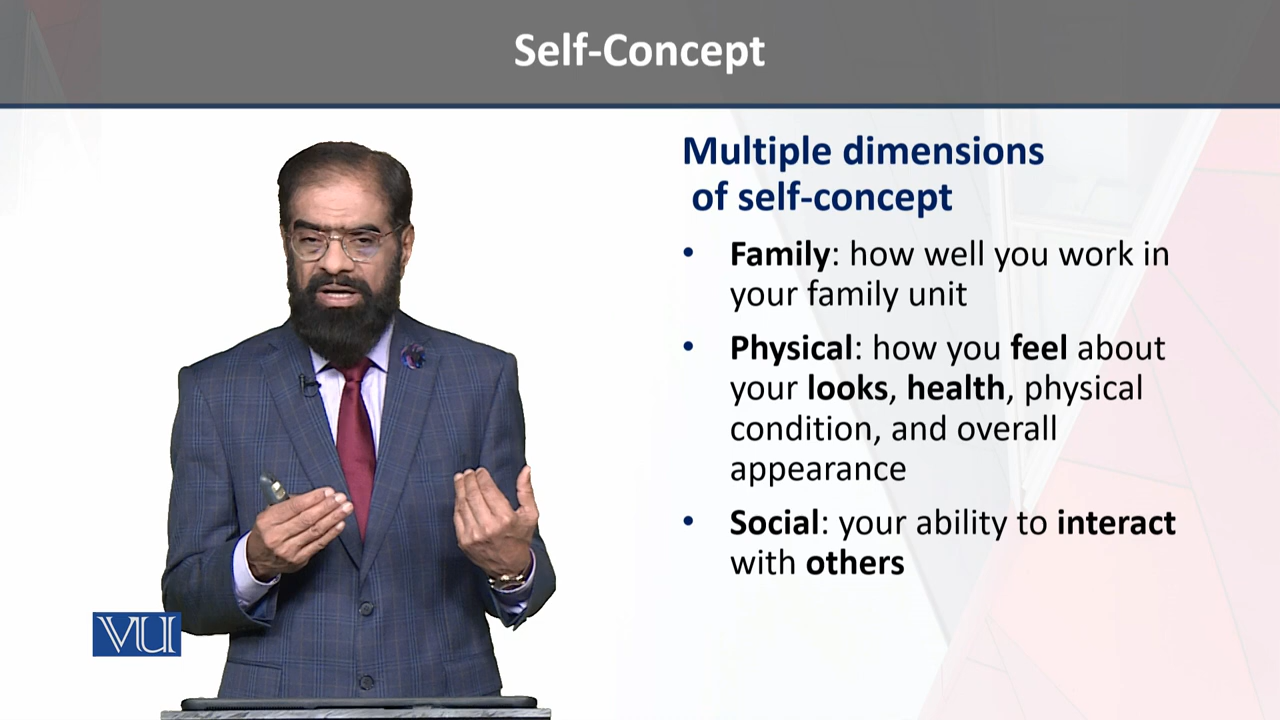 Self-Concept
Multiple dimensions
of self-concept
• Family: how well you work in
your family unit
• Physical: how you feel about
your looks, health, physical
condition, and overall
appearance
• Social: your ability to interact
with others
VU